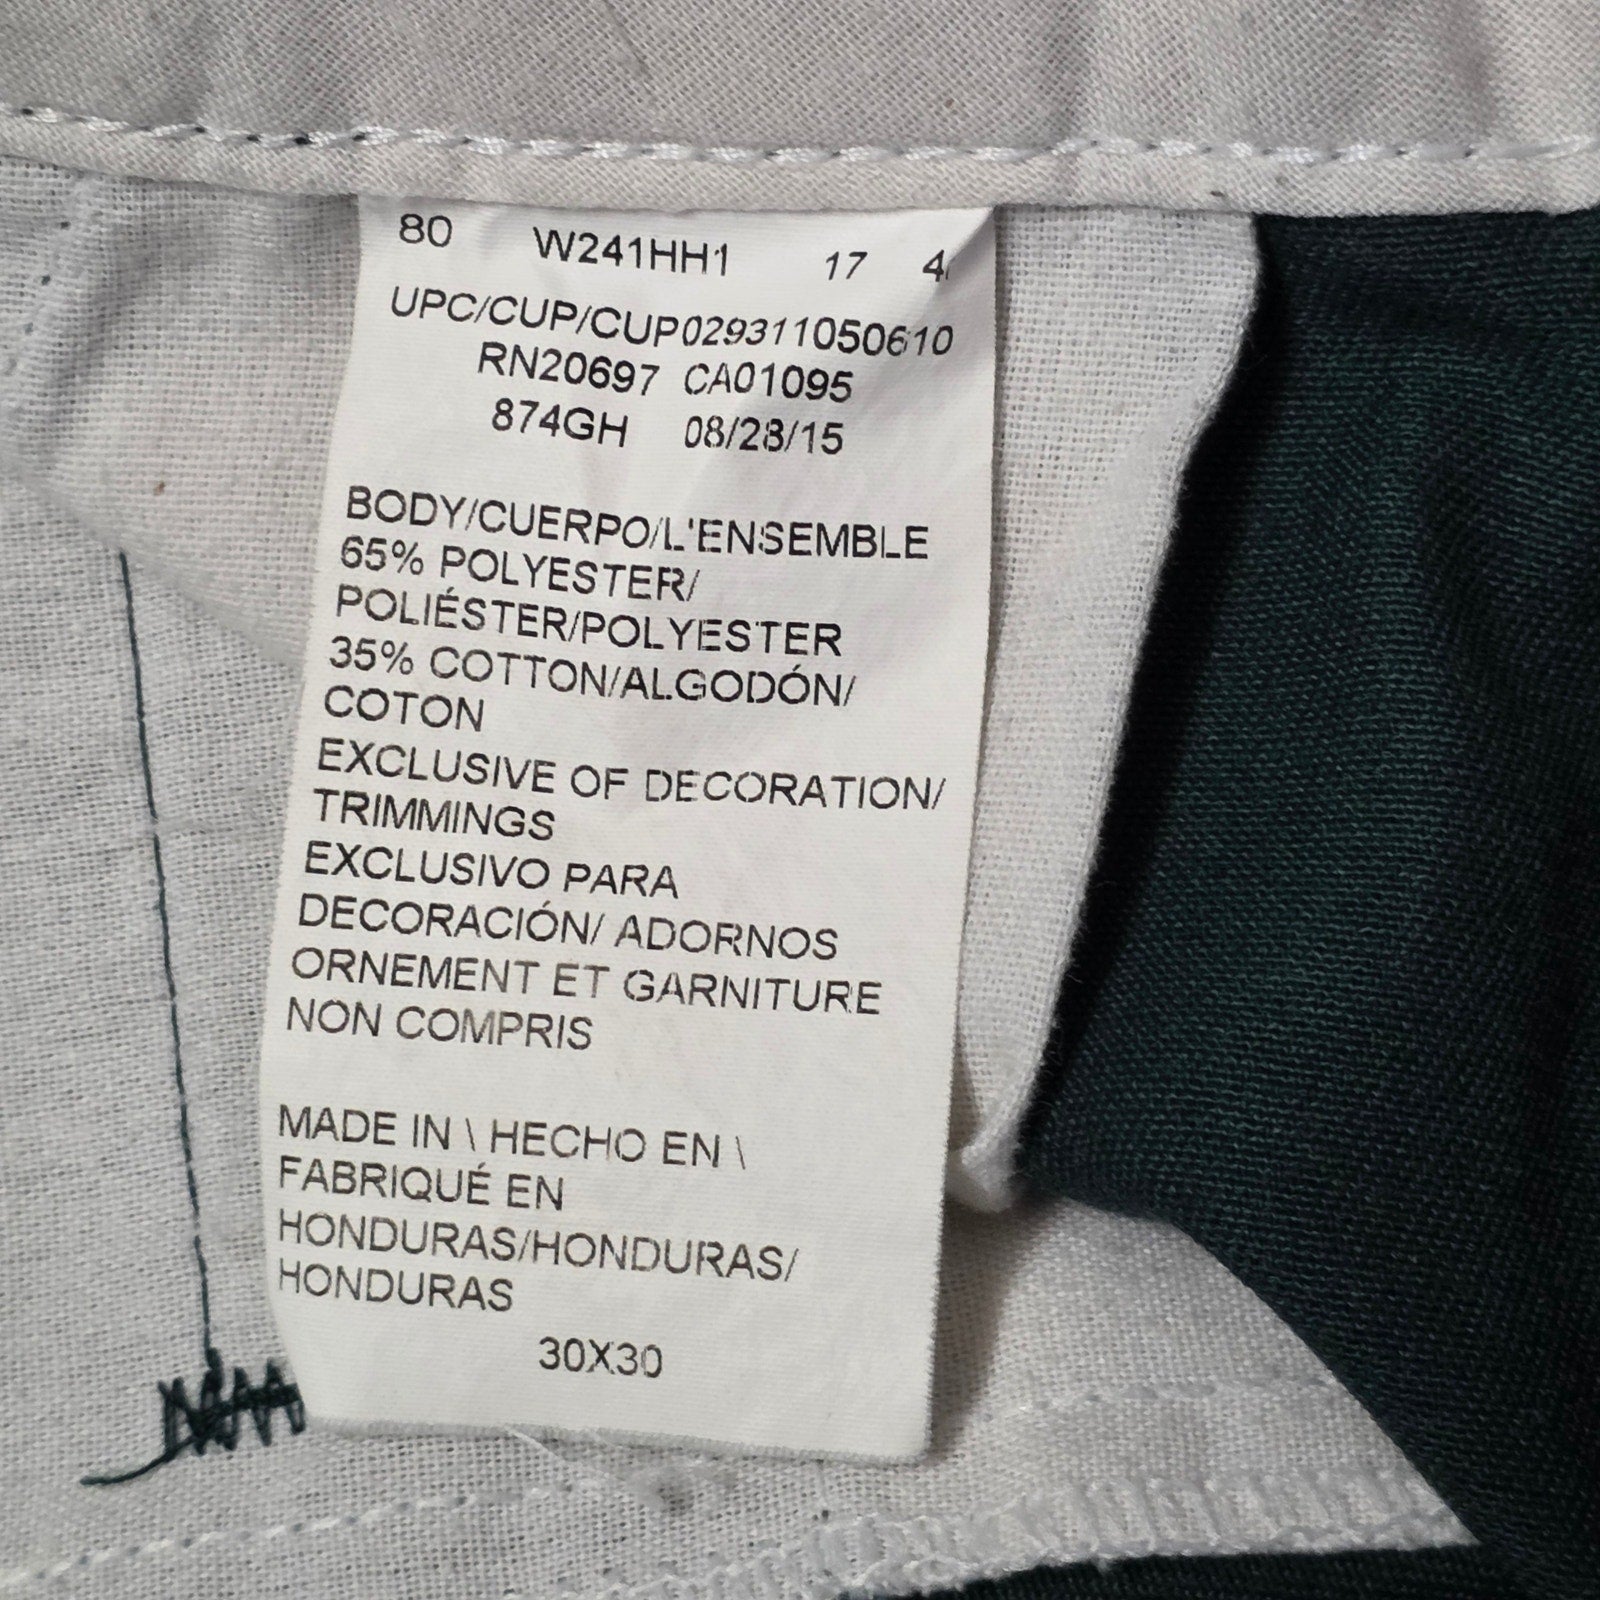 80 W241HH1 17 4
UPC/CUP/CUP029311050610
RN20697 CA01095
874GH 08/28/15
BODY/CUERPO/L'ENSEMBLE
65% POLYESTER/
POLIÉSTER/POLYESTER
35% COTTON/ALGODÓN/
COTON
EXCLUSIVE OF DECORATION/
TRIMMINGS
EXCLUSIVO PARA
DECORACIÓN/ ADORNOS
ORNEMENT ET GARNITURE
NON COMPRIS
MADE IN \ HECHO EN \
FABRIQUÉ EN
HONDURAS/HONDURAS/
HONDURAS
30X30